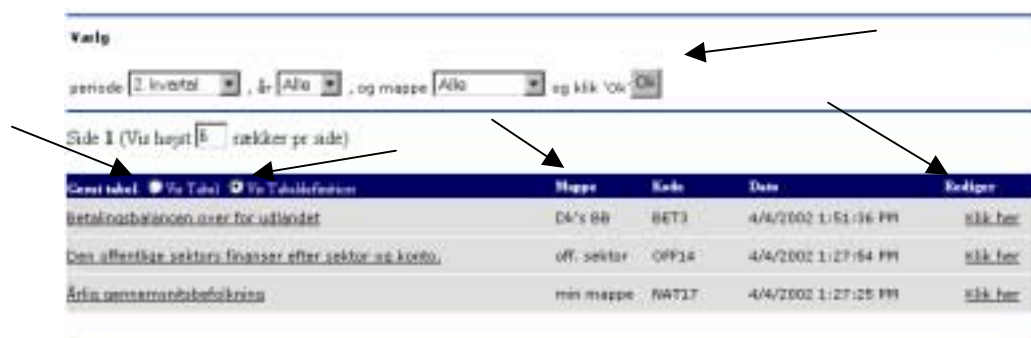 Vælg
periode 2. kvartal , år Alle , og mappe Alle og klik 'Ok' Ok
Side 1 (Vis højst 5 rækker pr side)
Gemt tabel. Vis Tabel Vis Tabeldefinition Mappe Kode Dato Rediger
Betalingsbalancen over for udlandet Dk's BB BET3 4/4/2002 1:51:36 PM Klik her
Den offentlige sektors finanser efter sektor og konto. off. sektor OFF14 4/4/2002 1:27:54 PM Klik her
Årlig gennemsnitsbefolkning min mappe NAT17 4/4/2002 1:27:25 PM Klik her